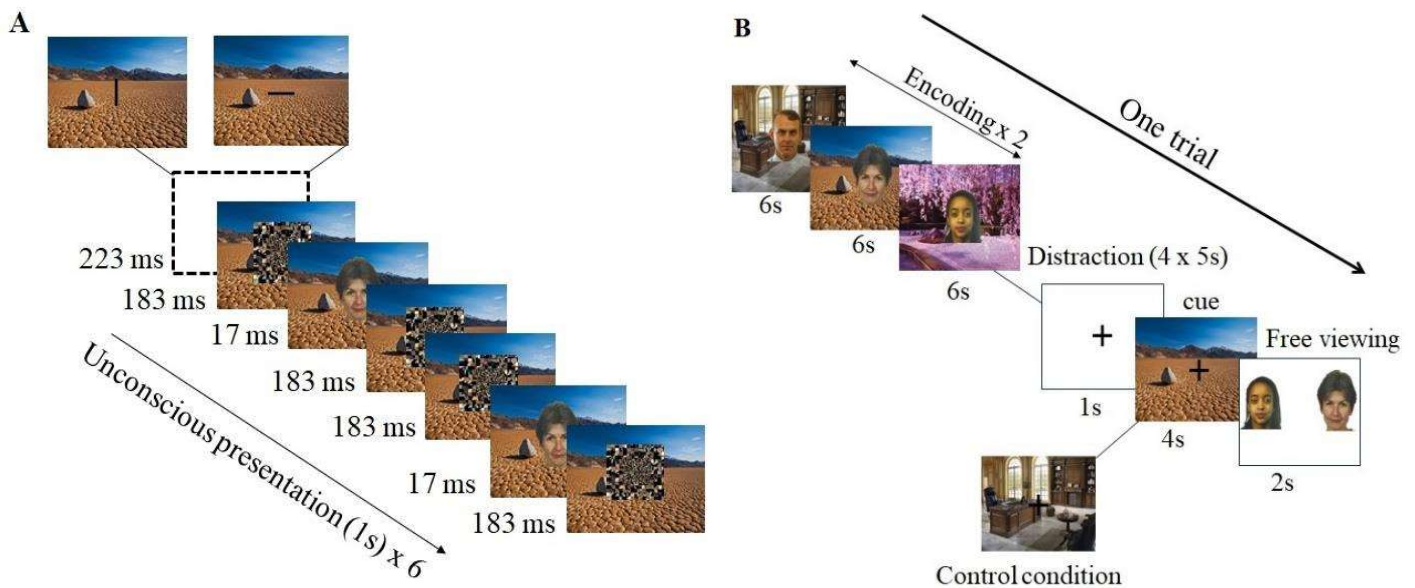 A
223 ms
183 ms
17 ms
183 ms
183 ms
17 ms
183 ms
Unconscious presentation (1s) x 6
B
One trial
Encoding x 2
6s
6s
6s
Distraction (4 x 5s)
cue
Free viewing
1s
4s
2s
Control condition